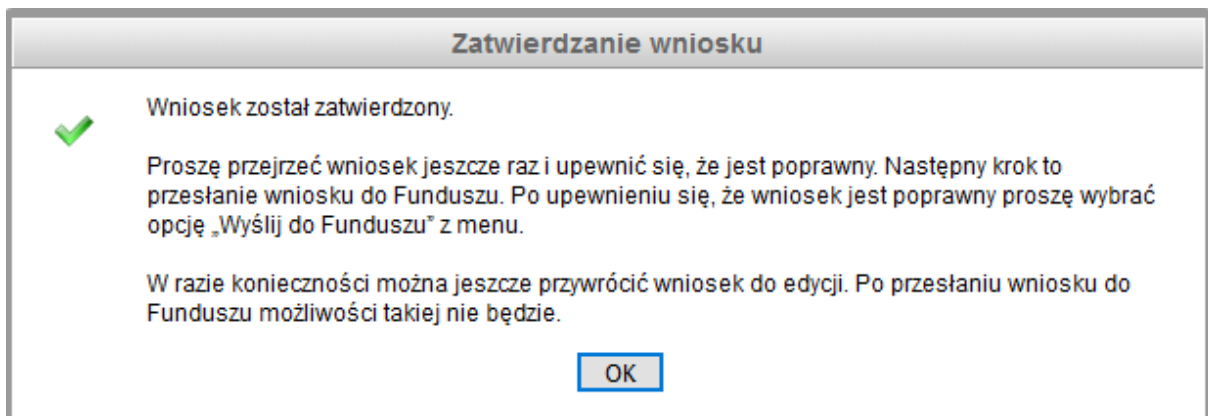 Zatwierdzanie wniosku
Wniosek został zatwierdzony.
Proszę przejrzeć wniosek jeszcze raz i upewnić się, że jest poprawny. Następny krok to
przesłanie wniosku do Funduszu. Po upewnieniu się, że wniosek jest poprawny proszę wybrać
opcję „Wyślij do Funduszu” z menu.
W razie konieczności można jeszcze przywrócić wniosek do edycji. Po przesłaniu wniosku do
Funduszu możliwości takiej nie będzie.
OK